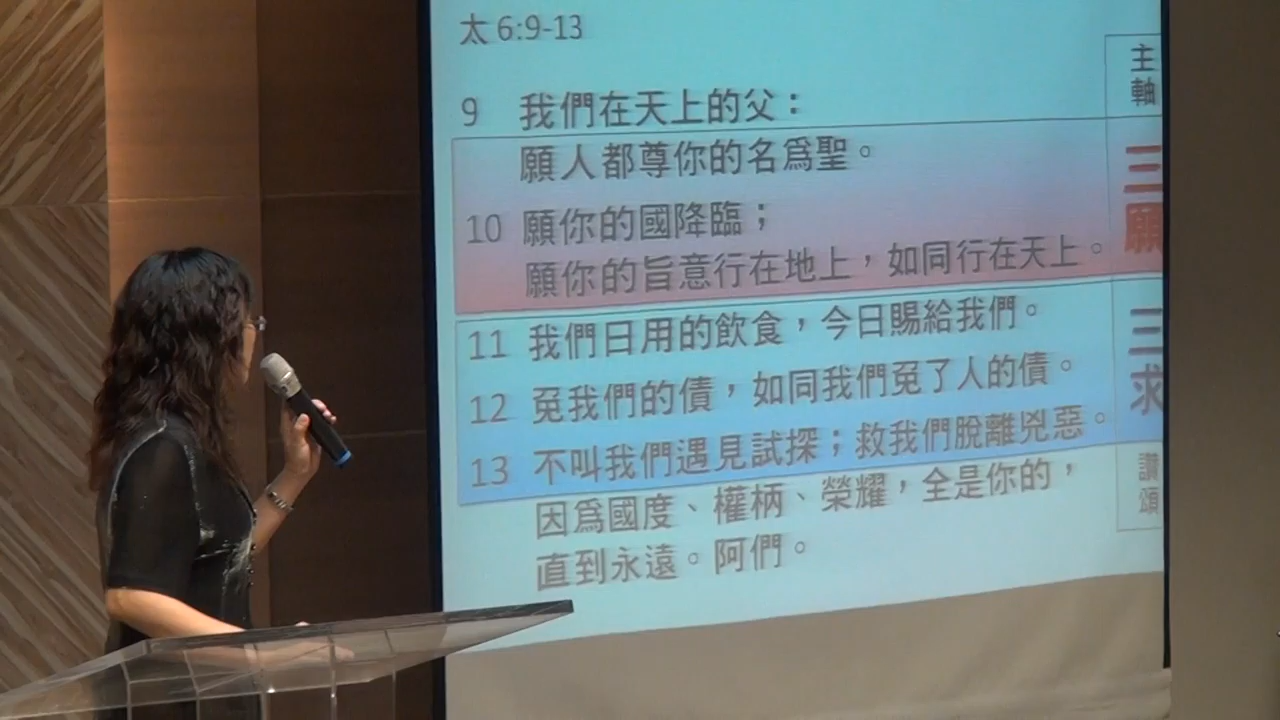 太 6:9-13
主軸
9 我們在天上的父：
願人都尊你的名爲聖。
三願
10 願你的國降臨；
願你的旨意行在地上，如同行在天上。
三求
11 我們日用的飲食，今日賜給我們。
12 免我們的債，如同我們免了人的債。
13 不叫我們遇見試探；救我們脫離兇惡。
讚頌
因爲國度、權柄、榮耀，全是你的，
直到永遠。阿們。